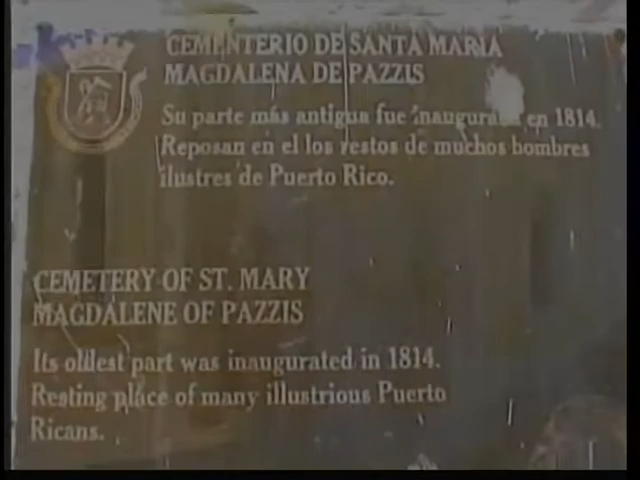 CEMENTERIO DE SANTA MARIA
MAGDALENA DE PAZZIS
Su parte más antigua fue inaugurada en 1814.
Reposan en el los restos de muchos hombres
ilustres de Puerto Rico.
CEMETERY OF ST. MARY
MAGDALENE OF PAZZIS
Its oldest part was inaugurated in 1814.
Resting place of many illustrious Puerto
Ricans.